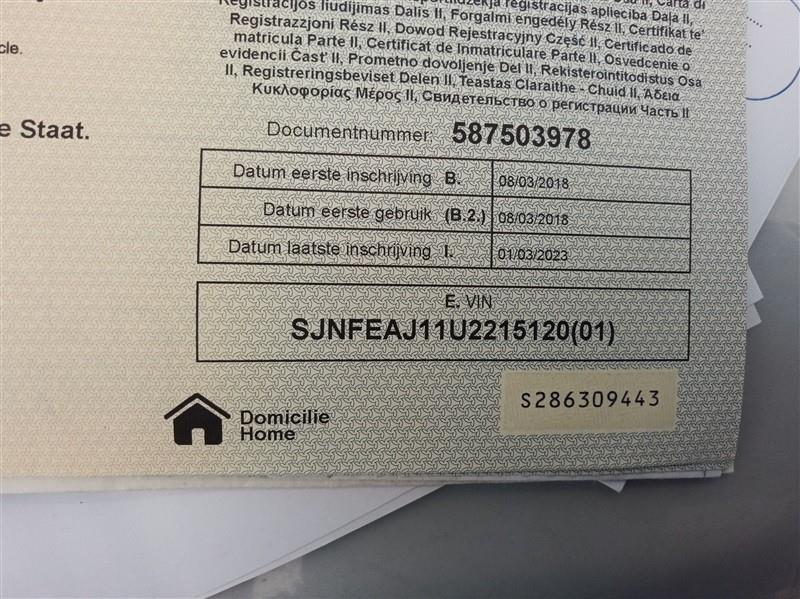 Registracijos liudijimas Dalis II, Forgalmi engedély Rész II, Certifikat te'
Registrazzjoni Rész II, Dowod Rejestracyjny Część II, Certificado de
matricula Parte II, Certificat de Inmatriculare Parte II, Osvedcenie o
evidencii Časť II, Prometno dovoljenje Del II, Rekisterointitodistus Osa
II, Registreringsbeviset Delen II, Teastas Claraithe - Chuid II, Άδεια
Κυκλοφορίας Μέρος II, Свидетельство о регистрации Часть II
cle.
e Staat.
Documentnummer: 587503978
Datum eerste inschrijving B. 08/03/2018
Datum eerste gebruik (B.2.) 08/03/2018
Datum laatste inschrijving I. 01/03/2023
E. VIN
SJNFEAJ11U2215120(01)
S286309443
Domicilie
Home